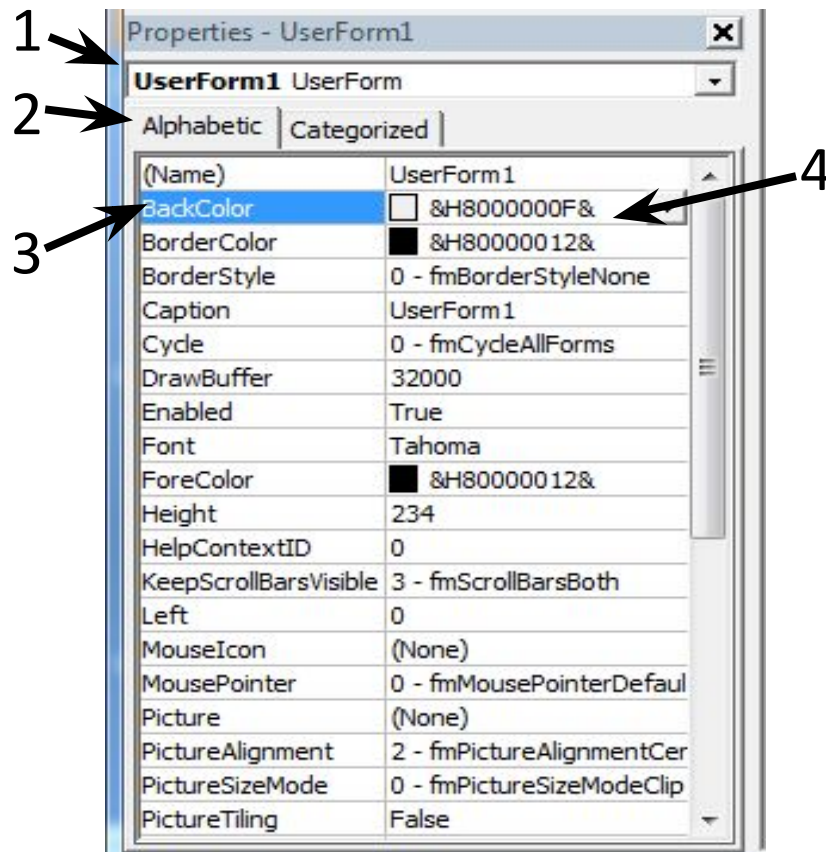 1
Properties - UserForm1
UserForm1 UserForm
2
Alphabetic Categorized
(Name) UserForm1
4
BackColor &H8000000F&
3
BorderColor &H80000012&
BorderStyle 0 - fmBorderStyleNone
Caption UserForm1
Cycle 0 - fmCycleAllForms
DrawBuffer 32000
Enabled True
Font Tahoma
ForeColor &H80000012&
Height 234
HelpContextID 0
KeepScrollBarsVisible 3 - fmScrollBarsBoth
Left 0
MouseIcon (None)
MousePointer 0 - fmMousePointerDefaul
Picture (None)
PictureAlignment 2 - fmPictureAlignmentCer
PictureSizeMode 0 - fmPictureSizeModeClip
PictureTiling False